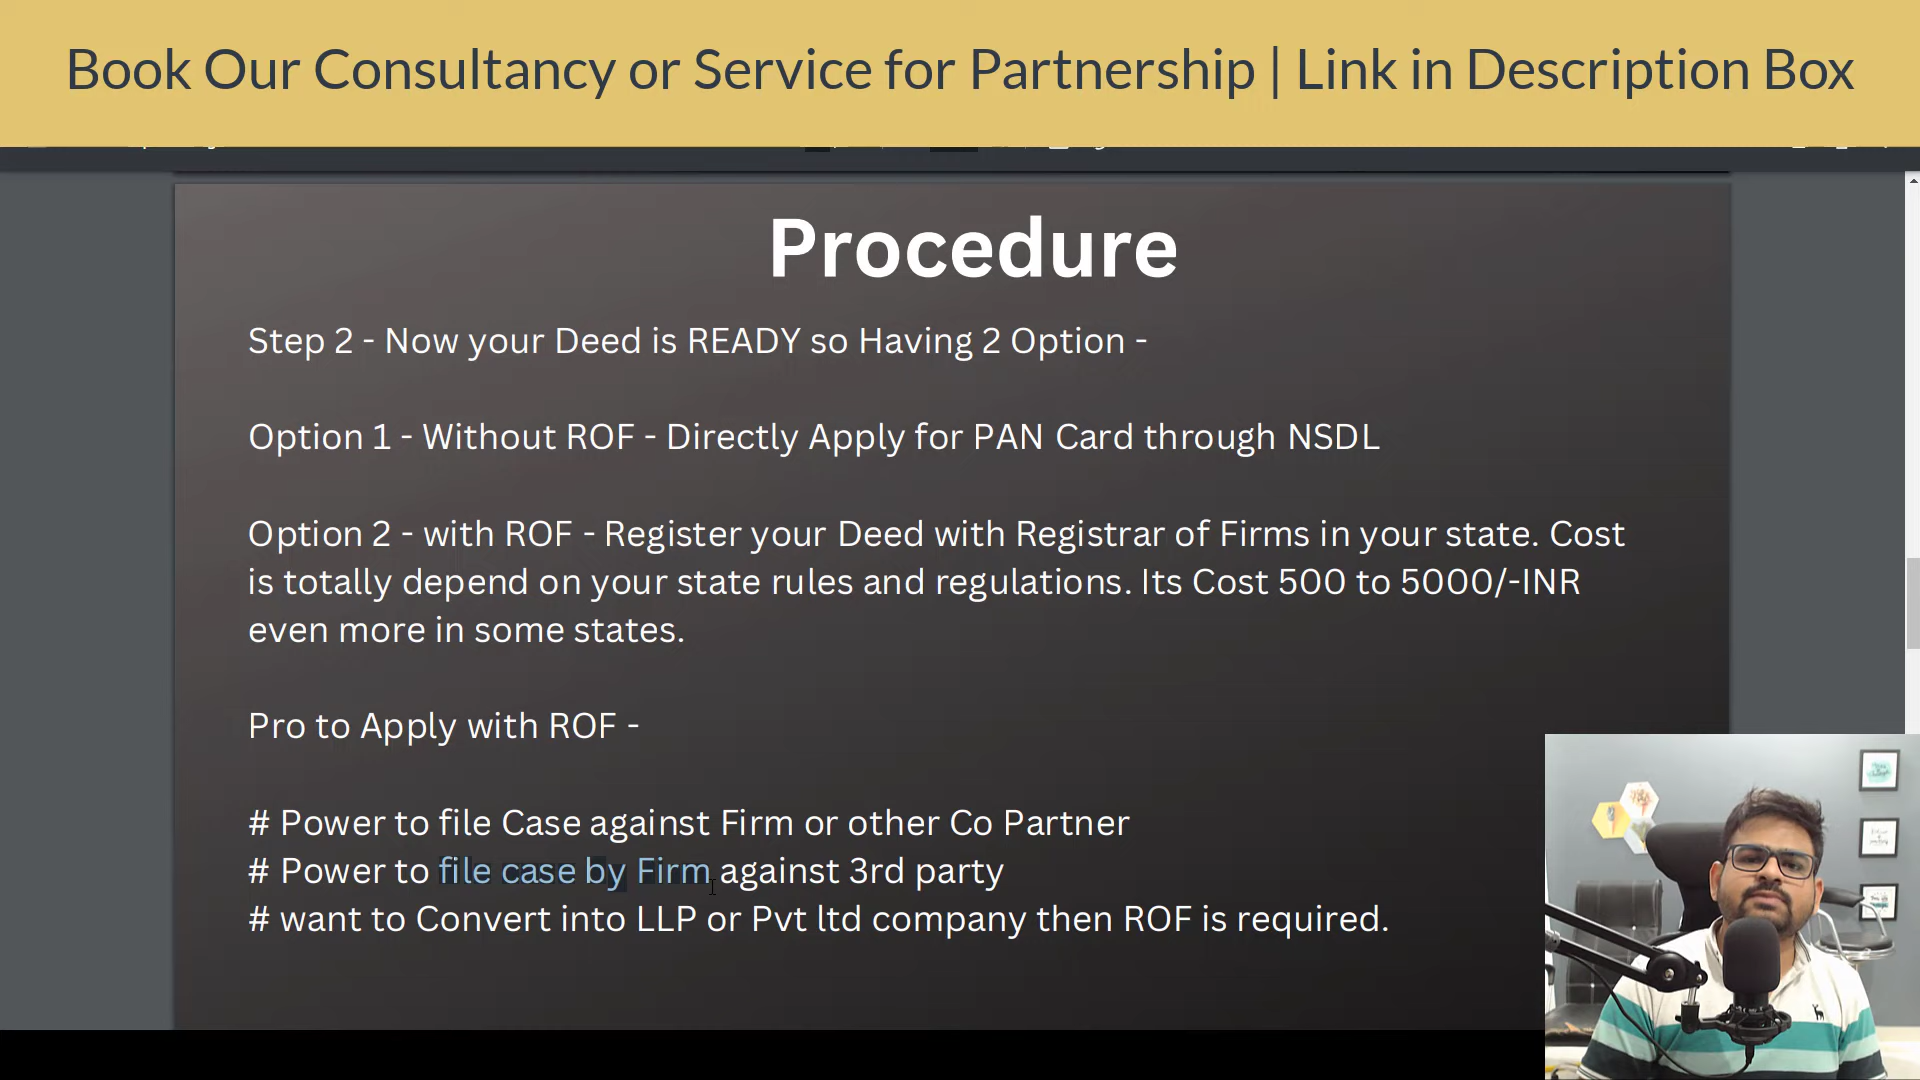 Book Our Consultancy or Service for Partnership | Link in Description Box
Procedure
Step 2 - Now your Deed is READY so Having 2 Option -
Option 1 - Without ROF - Directly Apply for PAN Card through NSDL
Option 2 - with ROF - Register your Deed with Registrar of Firms in your state. Cost
is totally depend on your state rules and regulations. Its Cost 500 to 5000/-INR
even more in some states.
Pro to Apply with ROF -
# Power to file Case against Firm or other Co Partner
# Power to file case by Firm against 3rd party
# want to Convert into LLP or Pvt ltd company then ROF is required.